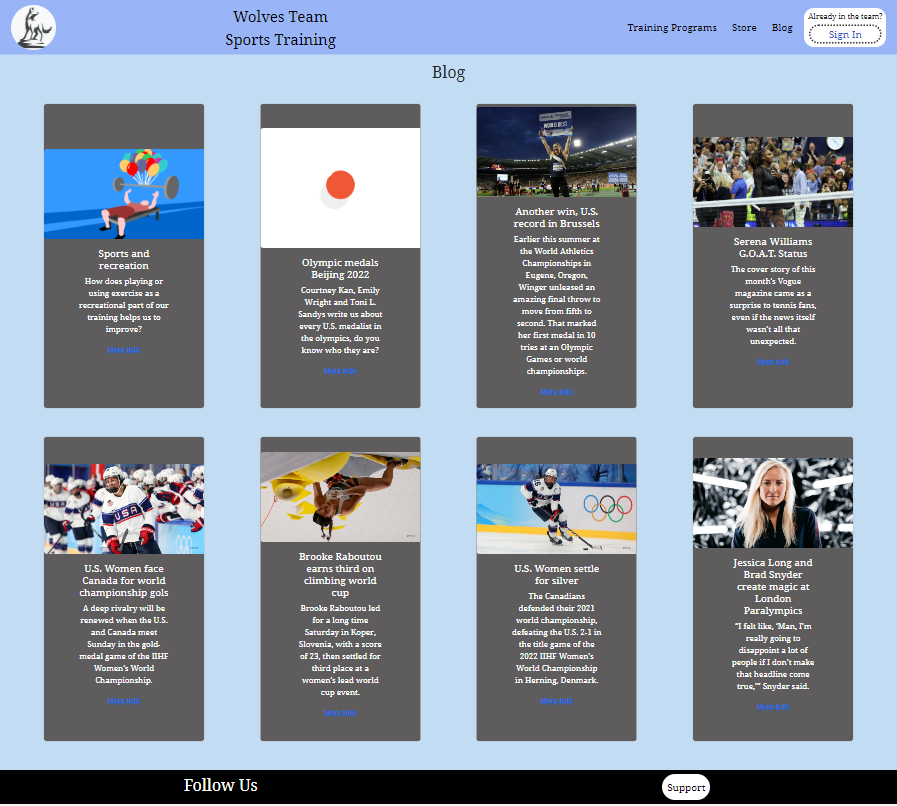 Wolves Team
Sports Training
Training Programs
Store
Blog
Already in the team?
Sign In
Blog
Sports and
recreation
How does playing or
using exercise as a
recreational part of our
training helps us to
improve?
More Info
Olympic medals
Beijing 2022
Courtney Kan, Emily
Wright and Toni L.
Sandys write us about
every U.S. medalist in
the olympics, do you
know who they are?
More Info
WORLD BEST
Another win, U.S.
record in Brussels
Earlier this summer at
the World Athletics
Championships in
Eugene, Oregon,
Winger unleashed an
amazing final throw to
move from fifth to
second. That marked
her first medal in 10
tries at an Olympic
Games or world
championships.
More Info
Serena Williams
G.O.A.T. Status
The cover story of this
month's Vogue
magazine came as a
surprise to tennis fans,
even if the news itself
wasn't all that
unexpected.
More Info
USA
U.S. Women face
Canada for world
championship gols
A deep rivalry will be
renewed when the U.S.
and Canada meet
Sunday in the gold-
medal game of the IIHF
Women's World
Championship.
More Info
Brooke Raboutou
earns third on
climbing world
cup
Brooke Raboutou led
for a long time
Saturday in Koper,
Slovenia, with a score
of 23, then settled for
third place at a
women's lead world
cup event.
More Info
U.S. Women settle
for silver
The Canadians
defended their 2021
world championship,
defeating the U.S. 2-1 in
the title game of the
2022 IIHF Women's
World Championship
in Herning, Denmark.
More Info
Jessica Long and
Brad Snyder
create magic at
London
Paralympics
“I felt like, ‘Man, I’m
really going to
disappoint a lot of
people if I don’t make
that headline come
true,’” Snyder said.
More Info
Follow Us
Support